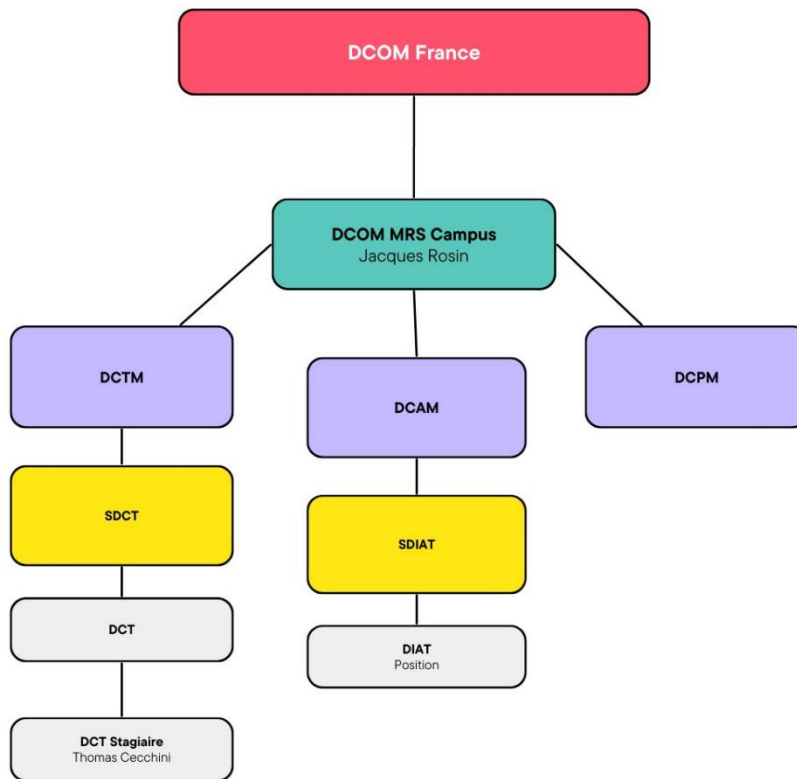 DCOM France
DCOM MRS Campus
Jacques Rosin
DCTM
DCAM
DCPM
SDCT
SDIAT
DCT
DIAT
Position
DCT Stagiaire
Thomas Cecchini